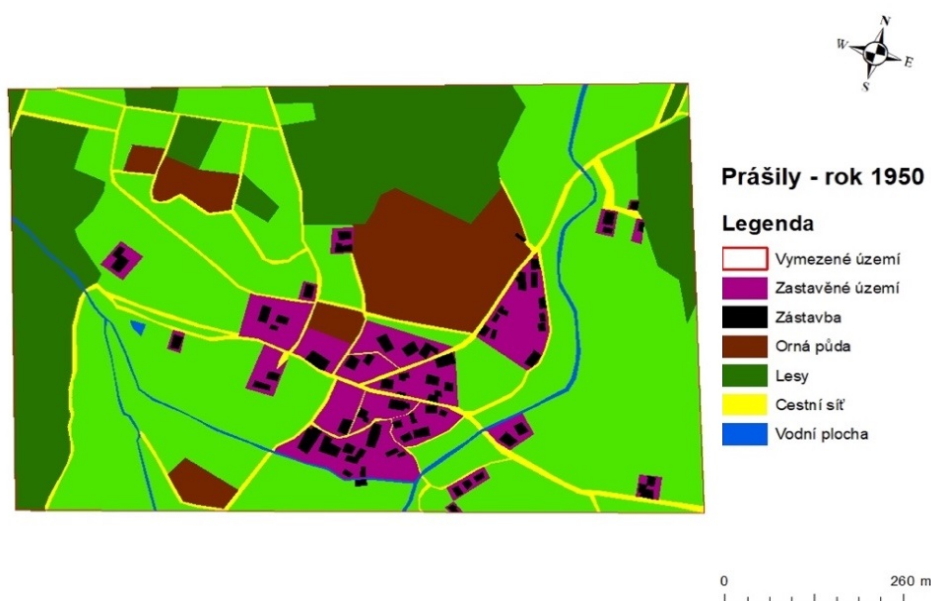 N
W
E
S
Prášily - rok 1950
Legenda
Vymezené území
Zastavěné území
Zástavba
Orná půda
Lesy
Cestní síť
Vodní plocha
0 260 m